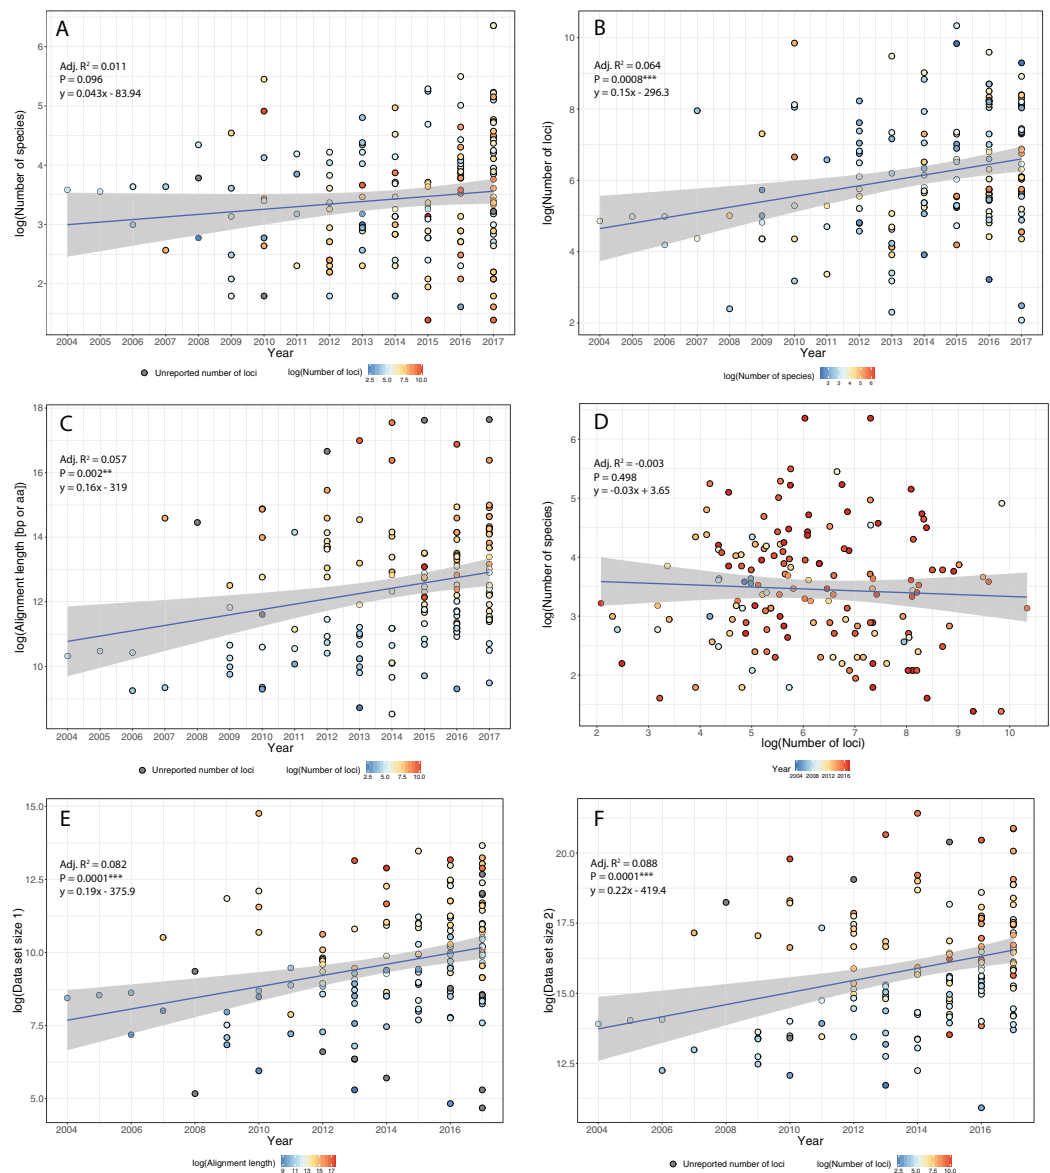 A
Adj. R² = 0.011
P = 0.096
y = 0.043x - 83.94
log(Number of species)
6
5
4
3
2
2004 2005 2006 2007 2008 2009 2010 2011 2012 2013 2014 2015 2016 2017
Year
Unreported number of loci
log(Number of loci)
2.5 5.0 7.5 10.0
B
Adj. R² = 0.064
P = 0.0008***
y = 0.15x - 296.3
log(Number of loci)
10
8
6
4
2
2004 2005 2006 2007 2008 2009 2010 2011 2012 2013 2014 2015 2016 2017
Year
log(Number of species)
2 3 4 5 6
C
Adj. R² = 0.057
P = 0.002**
y = 0.16x - 319
log(Alignment length [bp or aa])
18
16
14
12
10
2004 2005 2006 2007 2008 2009 2010 2011 2012 2013 2014 2015 2016 2017
Year
Unreported number of loci
log(Number of loci)
2.5 5.0 7.5 10.0
D
Adj. R² = -0.003
P = 0.498
y = -0.03x + 3.65
log(Number of species)
6
5
4
3
2
2 3 4 5 6 7 8 9 10
log(Number of loci)
Year
2004 2008 2012 2016
E
Adj. R² = 0.082
P = 0.0001***
y = 0.19x - 375.9
log(Data set size 1)
15.0
12.5
10.0
7.5
5.0
2004 2006 2008 2010 2012 2014 2016
Year
log(Alignment length)
9 11 13 15 17
F
Adj. R² = 0.088
P = 0.0001***
y = 0.22x - 419.4
log(Data set size 2)
20.0
17.5
15.0
12.5
2004 2006 2008 2010 2012 2014 2016
Year
Unreported number of loci
log(Number of loci)
2.5 5.0 7.5 10.0